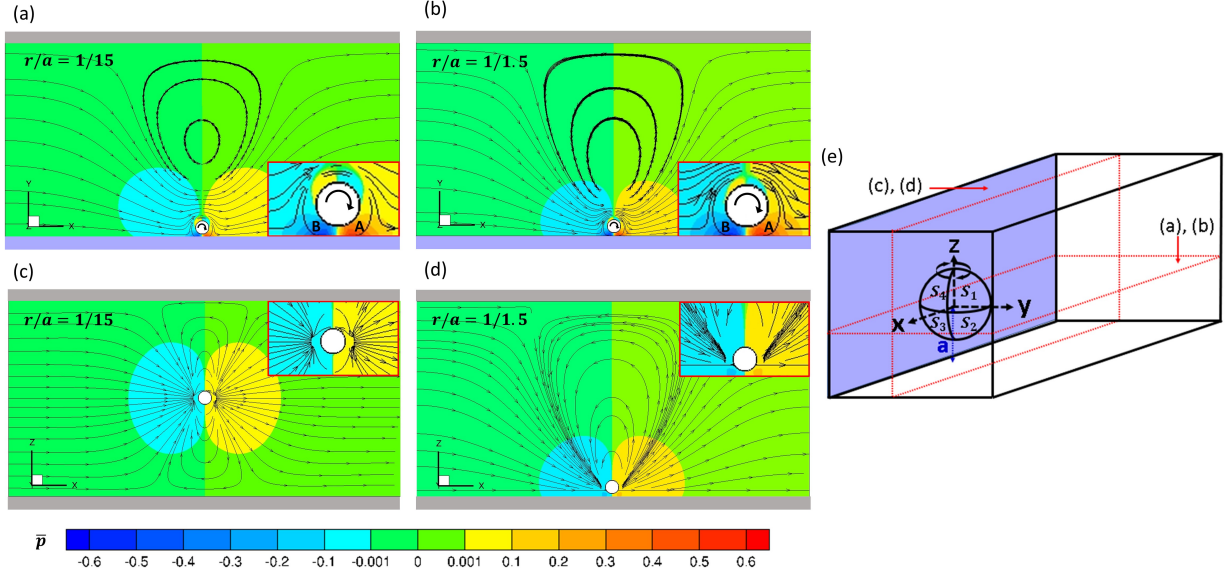 (a)
r/a = 1/15
Y
X
B
A
(b)
r/a = 1/1.5
Y
X
B
A
(c)
r/a = 1/15
Z
X
(d)
r/a = 1/1.5
Z
X
(e)
(c), (d)
(a), (b)
z
S4 S1
y
x
S3 S2
a
p̅
-0.6 -0.5 -0.4 -0.3 -0.2 -0.1 -0.001 0 0.001 0.1 0.2 0.3 0.4 0.5 0.6